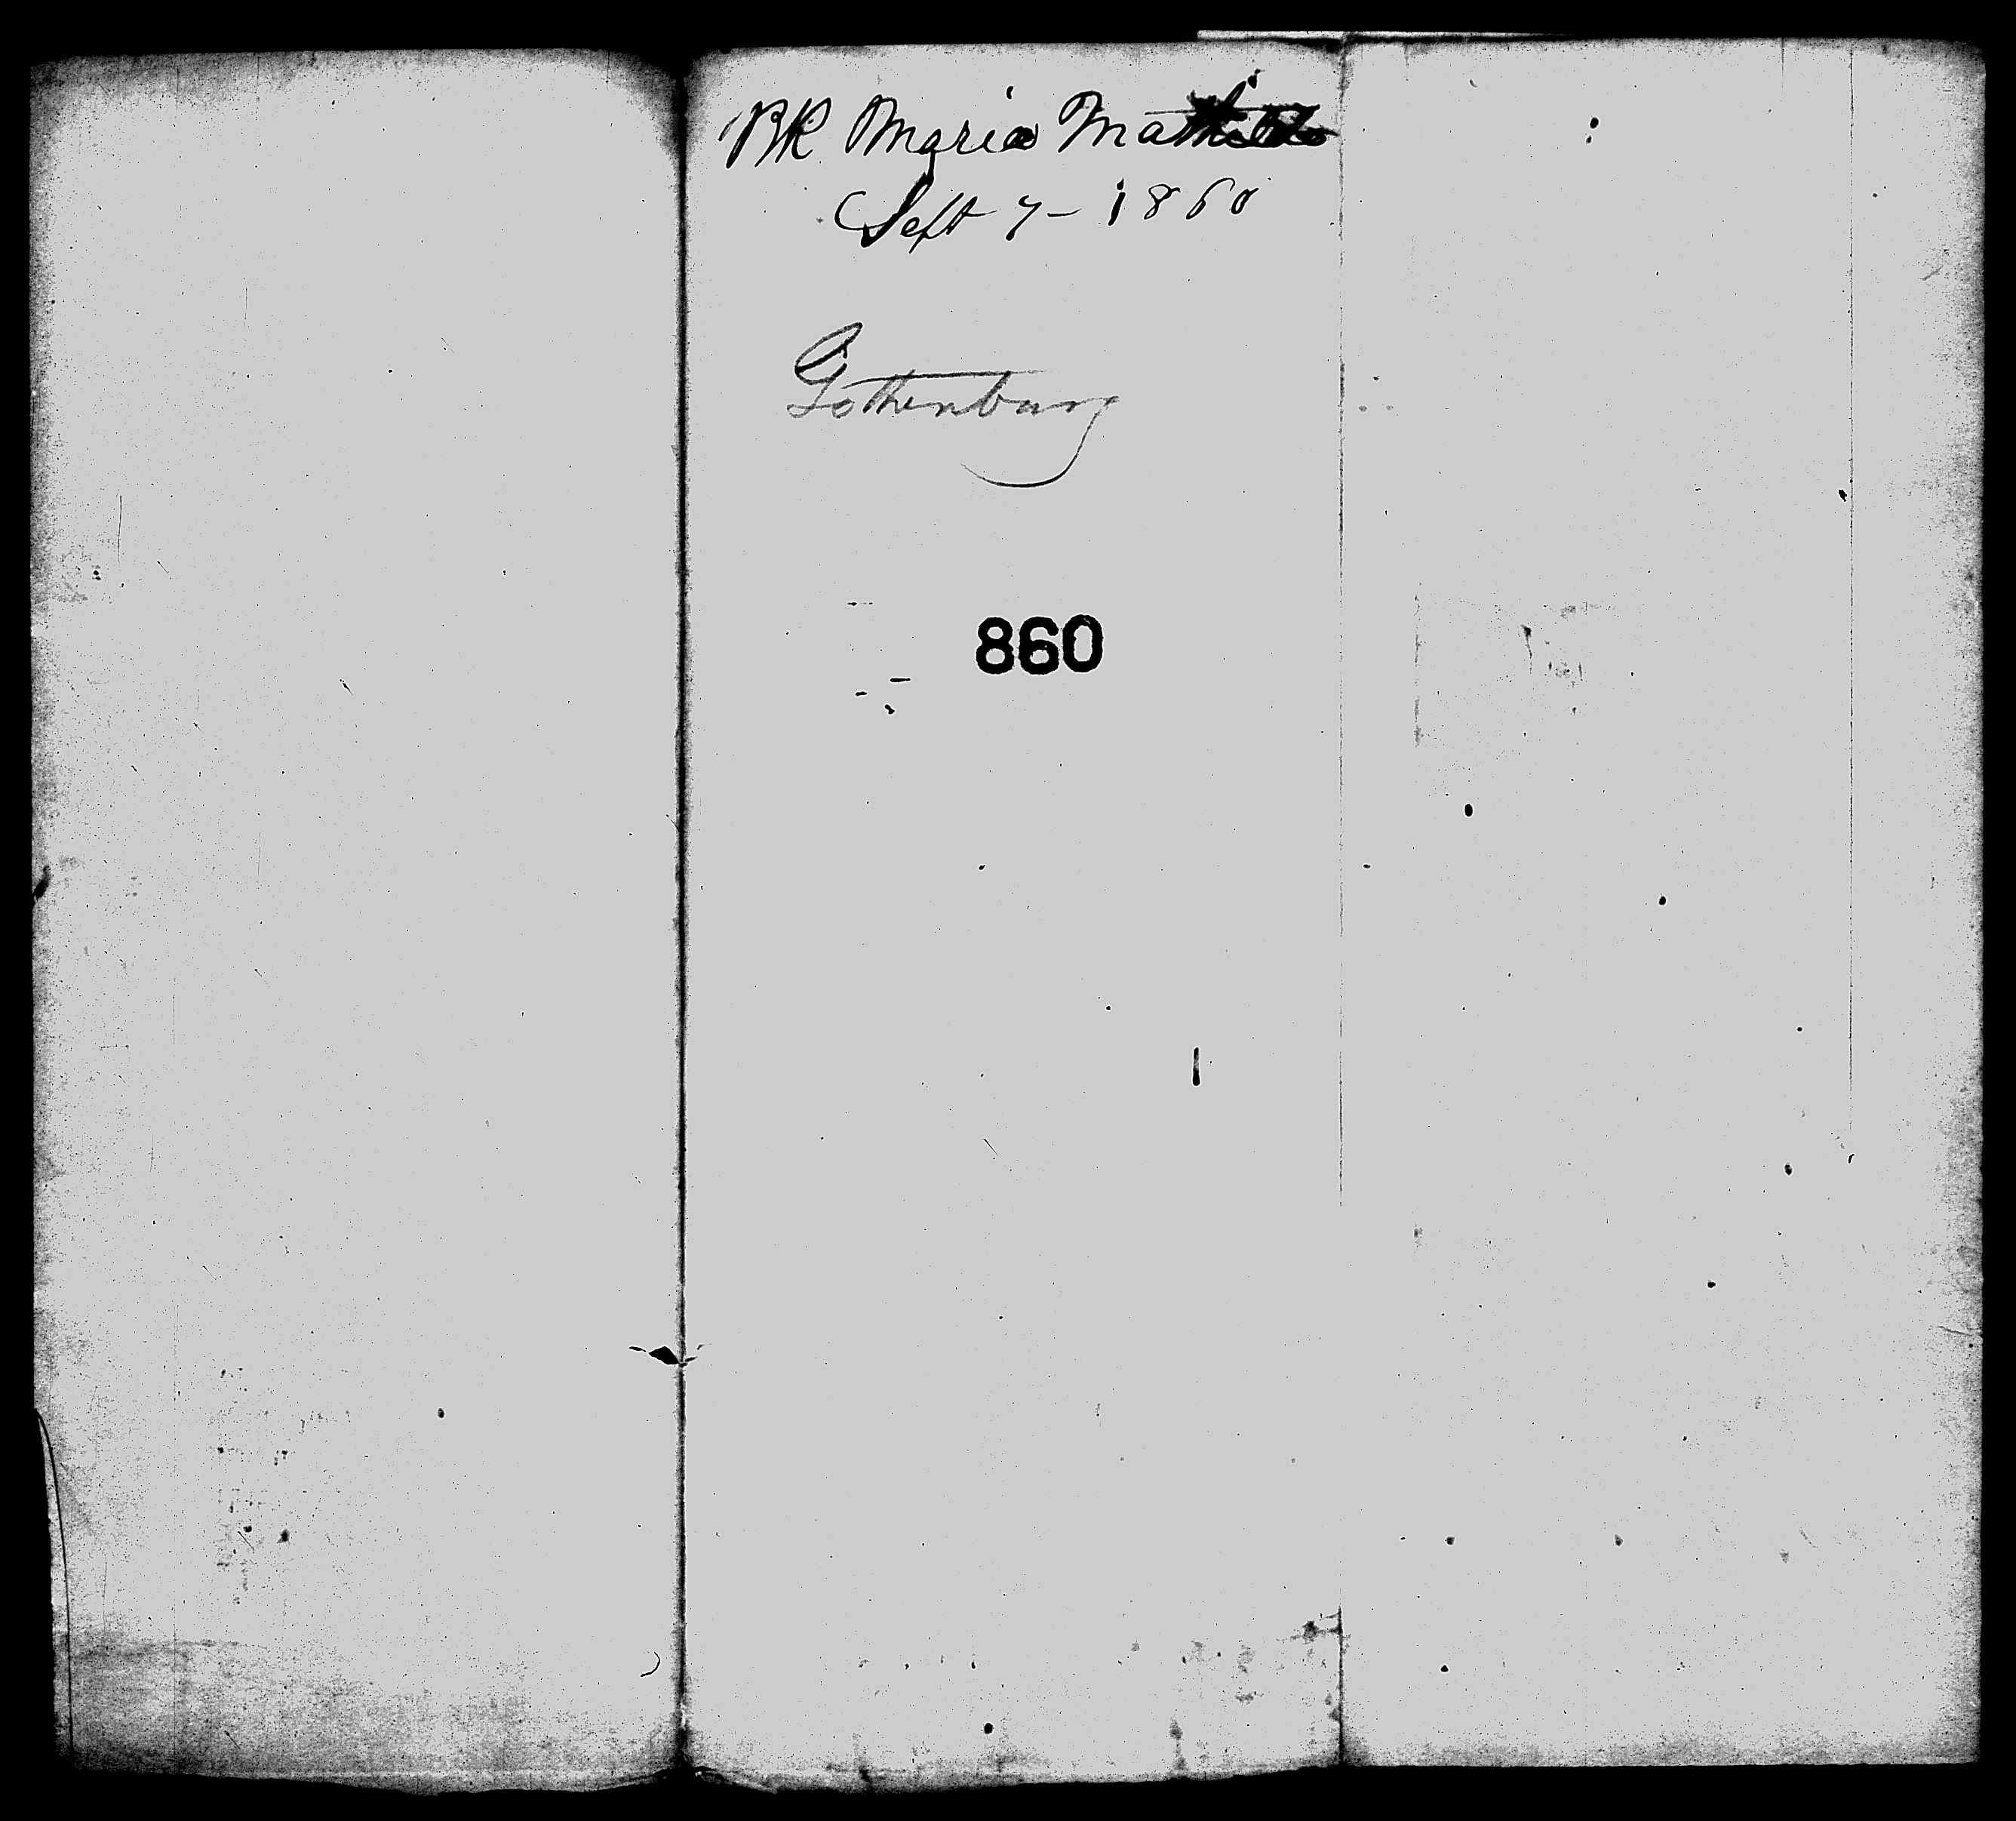 BK Maria Mathilde
Sept 7 - 1860
Gothenburg
860